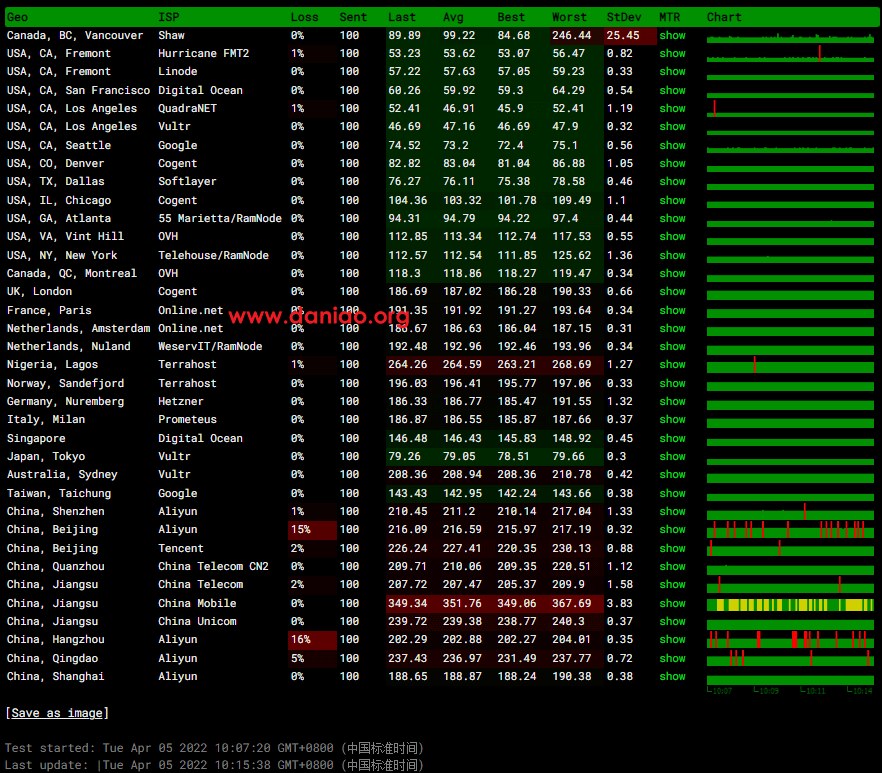 Geo ISP Loss Sent Last Avg Best Worst StDev MTR Chart
Canada, BC, Vancouver Shaw 0% 100 89.89 99.22 84.68 246.44 25.45 show
USA, CA, Fremont Hurricane FMT2 1% 100 53.23 53.62 53.07 56.47 0.82 show
USA, CA, Fremont Linode 0% 100 57.22 57.63 57.05 59.23 0.33 show
USA, CA, San Francisco Digital Ocean 0% 100 60.26 59.92 59.3 64.29 0.54 show
USA, CA, Los Angeles QuadraNET 1% 100 52.41 46.91 45.9 52.41 1.19 show
USA, CA, Los Angeles Vultr 0% 100 46.69 47.16 46.69 47.9 0.32 show
USA, CA, Seattle Google 0% 100 74.52 73.2 72.4 75.1 0.56 show
USA, CO, Denver Cogent 0% 100 82.82 83.04 81.04 86.88 1.05 show
USA, TX, Dallas Softlayer 0% 100 76.27 76.11 75.38 78.58 0.46 show
USA, IL, Chicago Cogent 0% 100 104.36 103.32 101.78 109.49 1.1 show
USA, GA, Atlanta 55 Marietta/RamNode 0% 100 94.31 94.79 94.22 97.4 0.44 show
USA, VA, Vint Hill OVH 0% 100 112.85 113.34 112.74 117.53 0.55 show
USA, NY, New York Telehouse/RamNode 0% 100 112.57 112.54 111.85 125.62 1.36 show
Canada, QC, Montreal OVH 0% 100 118.3 118.86 118.27 119.47 0.34 show
UK, London Cogent 0% 100 186.69 187.02 186.28 190.33 0.66 show
France, Paris Online.net 0% 100 191.35 191.92 191.27 193.64 0.34 show
www.daniao.org
Netherlands, Amsterdam Online.net 0% 100 186.67 186.63 186.04 187.15 0.31 show
Netherlands, Nuland WeservIT/RamNode 0% 100 192.48 192.96 192.46 193.96 0.34 show
Nigeria, Lagos Terrahost 1% 100 264.26 264.59 263.21 268.69 1.27 show
Norway, Sandefjord Terrahost 0% 100 196.03 196.41 195.77 197.06 0.33 show
Germany, Nuremberg Hetzner 0% 100 186.33 186.77 185.47 191.55 1.32 show
Italy, Milan Prometeus 0% 100 186.87 186.55 185.87 187.66 0.37 show
Singapore Digital Ocean 0% 100 146.48 146.43 145.83 148.92 0.45 show
Japan, Tokyo Vultr 0% 100 79.26 79.05 78.51 79.66 0.3 show
Australia, Sydney Vultr 0% 100 208.36 208.94 208.36 210.78 0.42 show
Taiwan, Taichung Google 0% 100 143.43 142.95 142.24 143.66 0.38 show
China, Shenzhen Aliyun 1% 100 210.45 211.2 210.14 217.04 1.33 show
China, Beijing Aliyun 15% 100 216.09 216.59 215.97 217.19 0.32 show
China, Beijing Tencent 2% 100 226.24 227.41 220.35 230.13 0.88 show
China, Quanzhou China Telecom CN2 0% 100 209.71 210.06 209.35 220.51 1.12 show
China, Jiangsu China Telecom 2% 100 207.72 207.47 205.37 209.9 1.58 show
China, Jiangsu China Mobile 0% 100 349.34 351.76 349.06 367.69 3.83 show
China, Jiangsu China Unicom 0% 100 239.72 239.38 238.77 240.3 0.37 show
China, Hangzhou Aliyun 16% 100 202.29 202.88 202.27 204.01 0.35 show
China, Qingdao Aliyun 5% 100 237.43 236.97 231.49 237.77 0.72 show
China, Shanghai Aliyun 0% 100 188.65 188.87 188.24 190.38 0.38 show
10:07 10:09 10:11 10:14
[Save as image]
Test started: Tue Apr 05 2022 10:07:20 GMT+0800 (中国标准时间)
Last update: |Tue Apr 05 2022 10:15:38 GMT+0800 (中国标准时间)